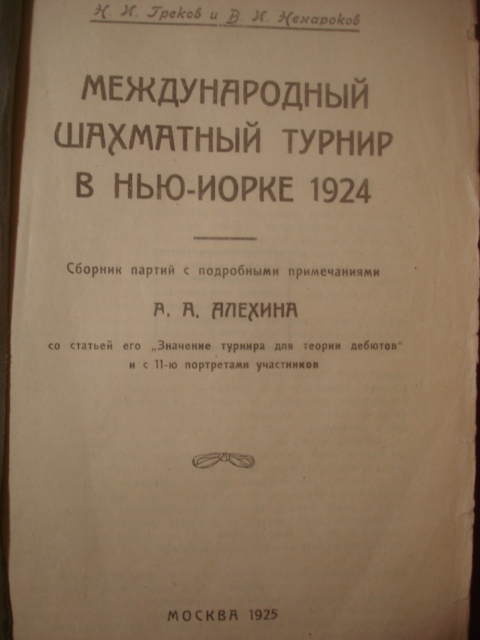 Н. И. Греков и В. И. Ненароков
МЕЖДУНАРОДНЫЙ
ШАХМАТНЫЙ ТУРНИР
В НЬЮ-ИОРКЕ 1924
Сборник партий с подробными примечаниями
А. А. АЛЕХИНА
со статьей его „Значение турнира для теории дебютов"
и с 11-ю портретами участников
МОСКВА 1925